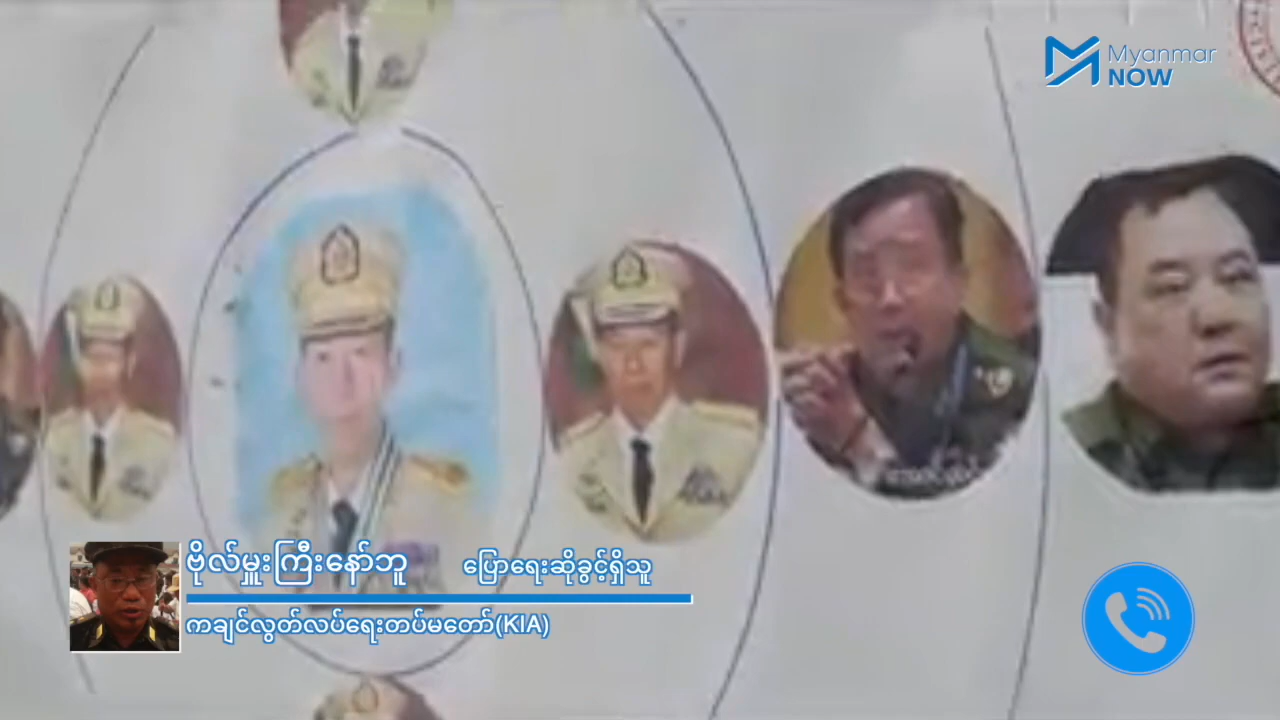 Myanmar
NOW
ဗိုလ်မှူးကြီးနော်ဘူ ပြောရေးဆိုခွင့်ရှိသူ
ကချင်လွတ်လပ်ရေးတပ်မတော်(KIA)